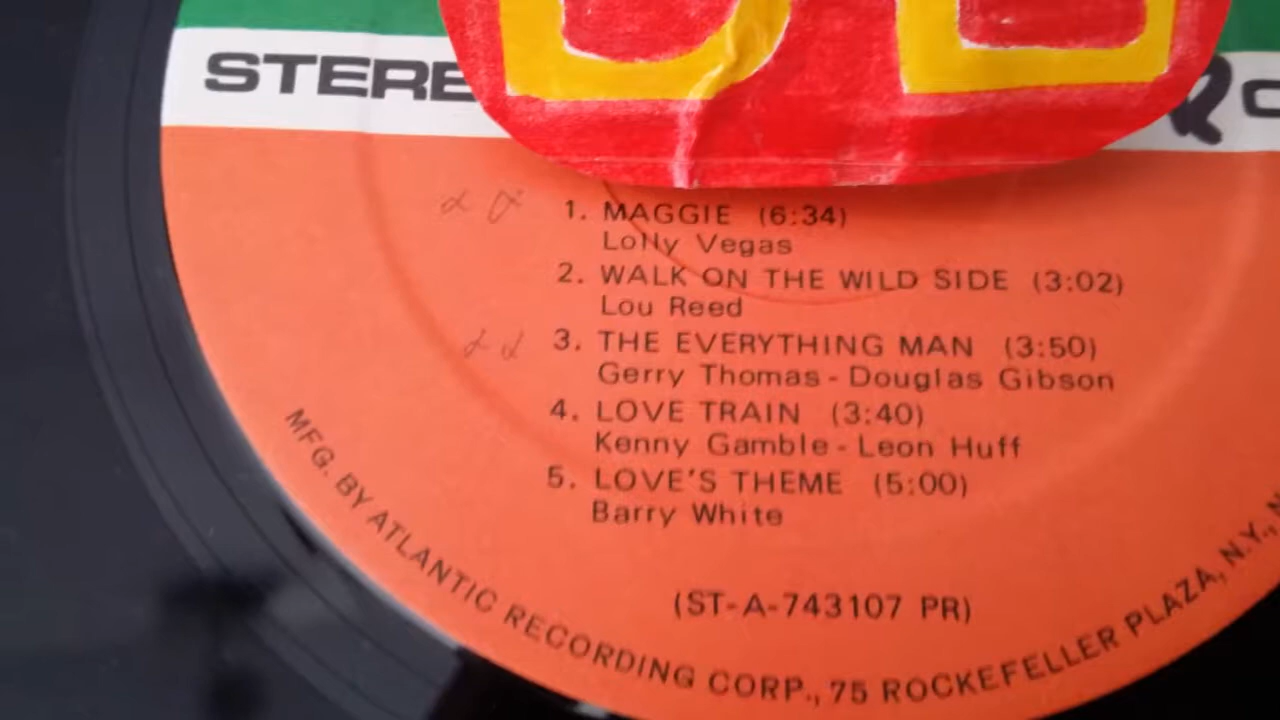 STERE
1. MAGGIE (6:34)
Lolly Vegas
2. WALK ON THE WILD SIDE (3:02)
Lou Reed
3. THE EVERYTHING MAN (3:50)
Gerry Thomas - Douglas Gibson
4. LOVE TRAIN (3:40)
Kenny Gamble - Leon Huff
5. LOVE'S THEME (5:00)
Barry White
(ST-A-743107 PR)
MFG. BY ATLANTIC RECORDING CORP., 75 ROCKEFELLER PLAZA, N.Y.,